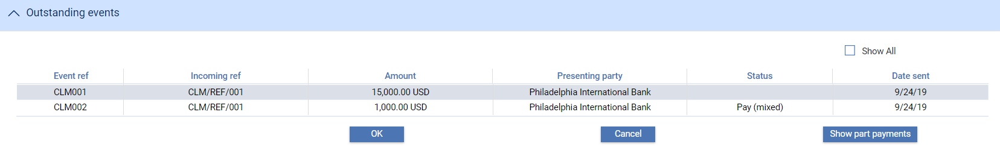 Outstanding events
Show All
Event ref Incoming ref Amount Presenting party Status Date sent
CLM001 CLM/REF/001 15,000.00 USD Philadelphia International Bank 9/24/19
CLM002 CLM/REF/001 1,000.00 USD Philadelphia International Bank Pay (mixed) 9/24/19
OK Cancel Show part payments